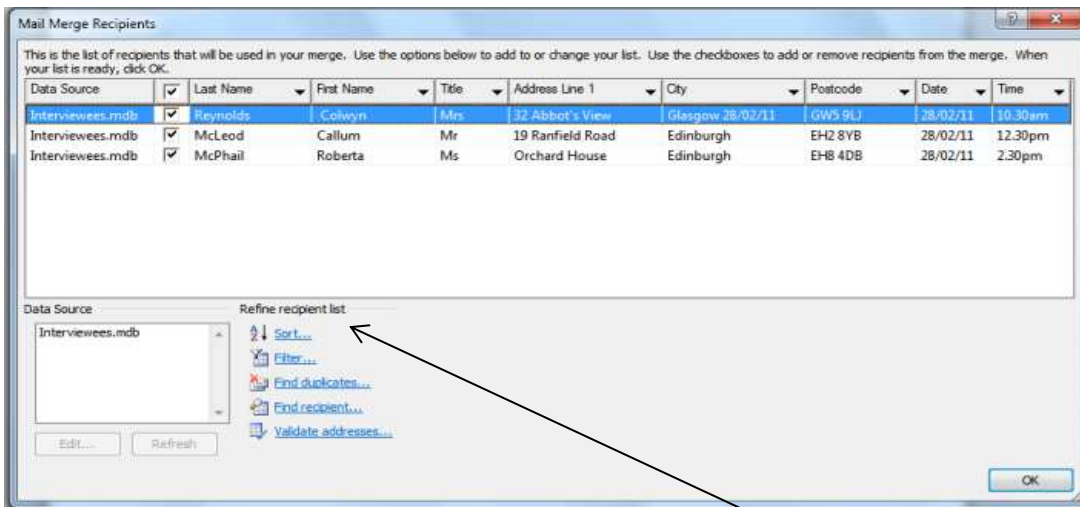 Mail Merge Recipients
This is the list of recipients that will be used in your merge. Use the options below to add to or change your list. Use the checkboxes to add or remove recipients from the merge. When
your list is ready, click OK.
Data Source Last Name First Name Title Address Line 1 City Postcode Date Time
Interviewees.mdb Reynolds Colwyn Mrs 32 Abbot's View Glasgow 28/02/11 GW5 9LJ 28/02/11 10.30am
Interviewees.mdb McLeod Callum Mr 19 Ranfield Road Edinburgh EH2 8YB 28/02/11 12.30pm
Interviewees.mdb McPhail Roberta Ms Orchard House Edinburgh EH8 4DB 28/02/11 2.30pm
Data Source Refine recipient list
Interviewees.mdb
Sort...
Filter...
Find duplicates...
Find recipient...
Validate addresses...
Edit... Refresh
OK